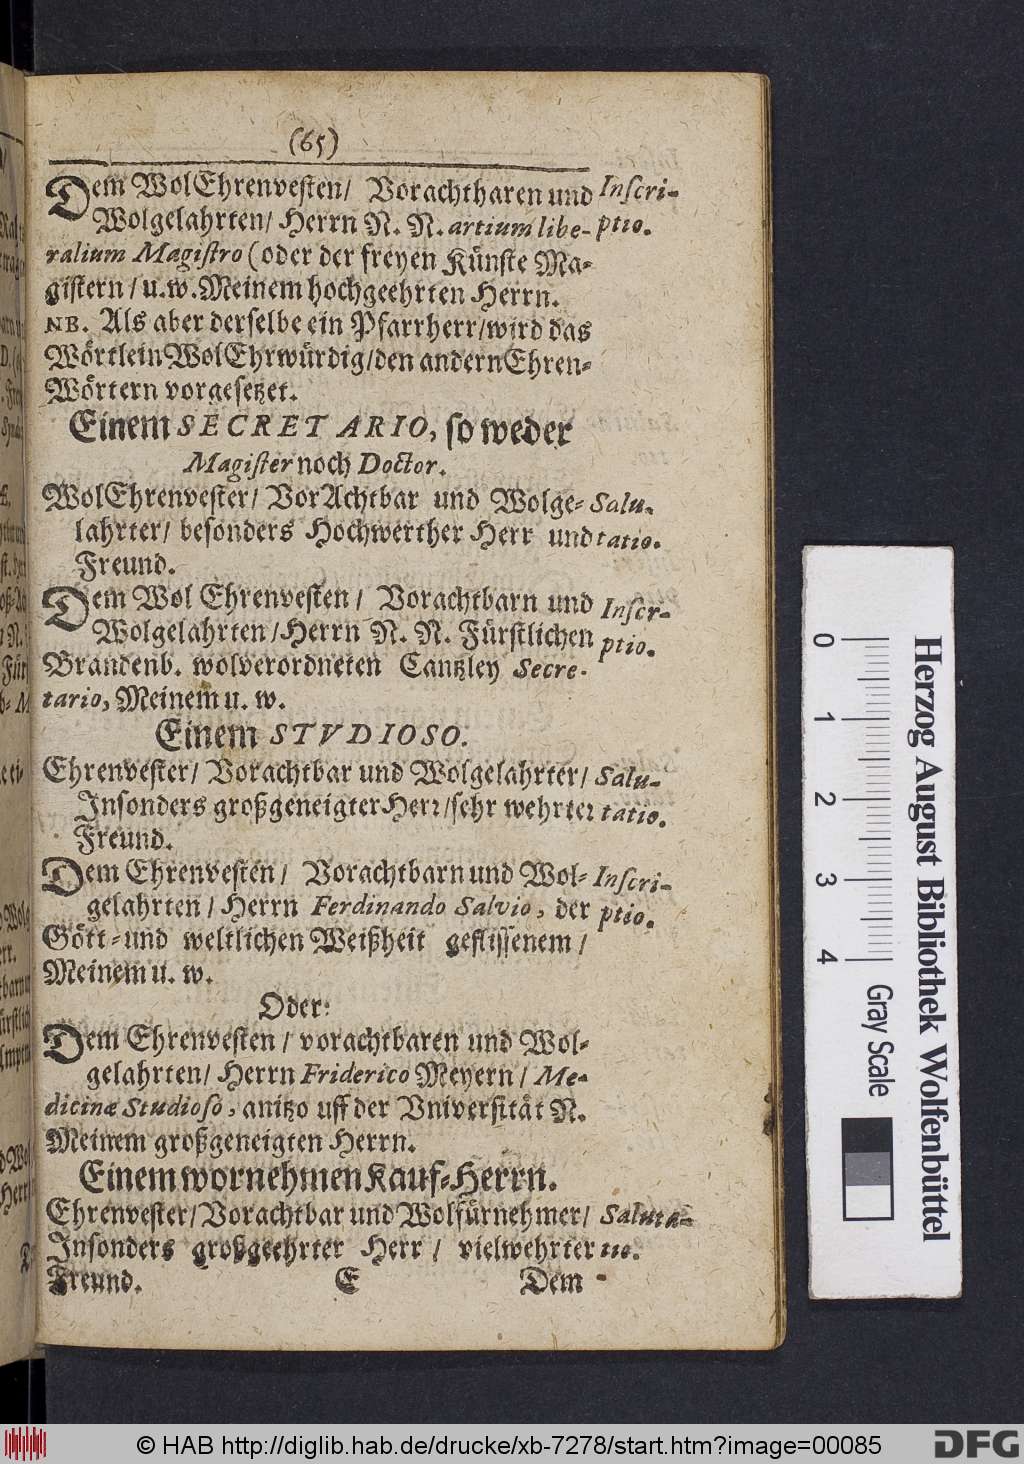 (65)
Dem WolEhrenvesten/ Vorachtbaren und Inscri-
Wolgelahrten/ Herrn N. N. artium libe- ptio.
ralium Magistro (oder der freyen Künste Ma-
gistern/ u.w. Meinem hochgeehrten Herrn.
NB. Als aber derselbe ein Pfarrherr/wird das
Wörtlein WolEhrwürdig/den andern Ehren-
Wörtern vorgesetzet.
Einem SECRETARIO, so weder
Magister noch Doctor.
WolEhrenvester/ VorAchtbar und Wolge- Salu-
lahrter/ besonders Hochwerther Herr und tatio.
Freund.
Dem Wol Ehrenvesten/ Vorachtbarn und Inscr-
Wolgelahrten/Herrn N. N. Fürstlichen ptio.
Brandenb. wolverordneten Cantzley Secre-
tario, Meinem u. w.
Einem STVDIOSO.
Ehrenvester/ Vorachtbar und Wolgelahrter/ Salu-
Insonders großgeneigter Herr/sehr wehrter tatio.
Freund.
Dem Ehrenvesten/ Vorachtbarn und Wol- Inscri-
gelahrten/ Herrn Ferdinando Salvio, der ptio.
Gött- und weltlichen Weißheit geflissenem/
Meinem u. w.
Oder:
Dem Ehrenvesten/ vorachtbaren und Wol-
gelahrten/ Herrn Friderico Meyern/ Me-
dicinæ Studioso, anitzo uff der Vniversität N.
Meinem großgeneigten Herrn.
Einem vornehmen Kauf-Herrn.
Ehrenvester/ Vorachtbar und Wolfürnehmer/ Saluta-
Insonders großgeehrter Herr/ vielwehrter tio.
Freund. E Dem
Herzog August Bibliothek Wolfenbüttel
0 1 2 3 4 Gray Scale
© HAB http://diglib.hab.de/drucke/xb-7278/start.htm?image=00085
DFG